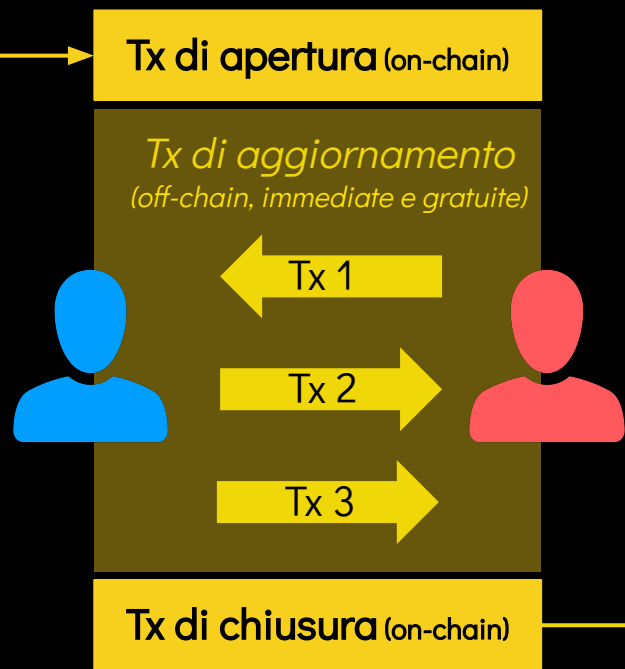 Tx di apertura (on-chain)
Tx di aggiornamento
(off-chain, immediate e gratuite)
Tx 1
Tx 2
Tx 3
Tx di chiusura (on-chain)